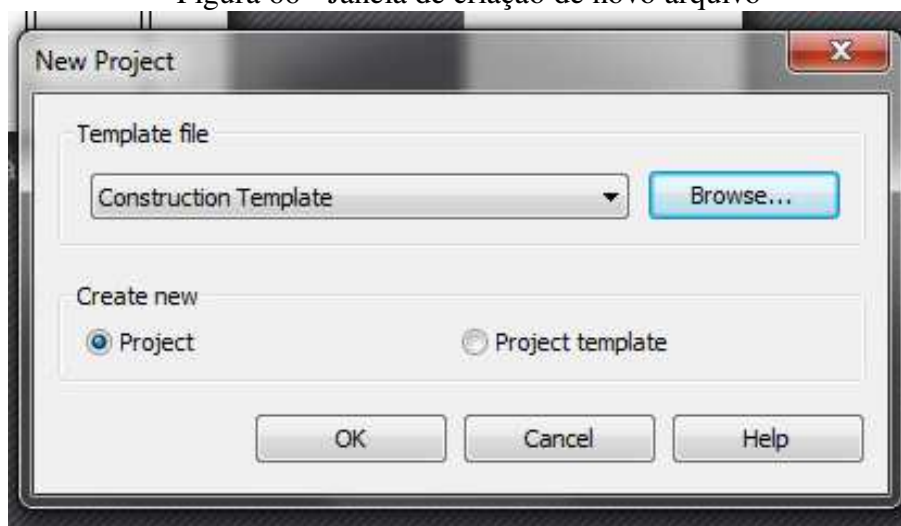 Figura 66 - Janela de criação de novo arquivo
New Project
Template file
Construction Template
Browse...
Create new
Project
Project template
OK
Cancel
Help